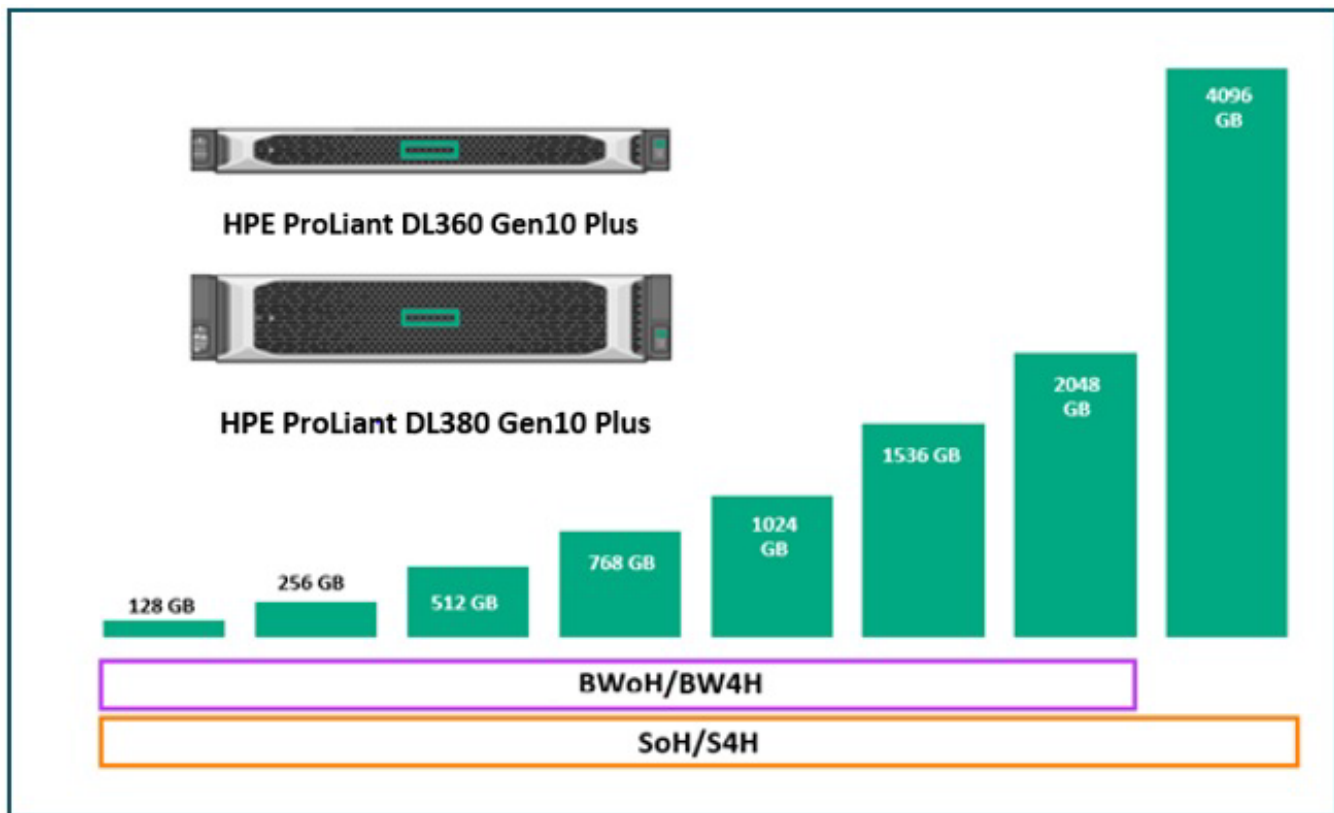 HPE ProLiant DL360 Gen10 Plus
HPE ProLiant DL380 Gen10 Plus
128 GB
256 GB
512 GB
768 GB
1024
GB
1536 GB
2048
GB
4096
GB
BWoH/BW4H
SoH/S4H